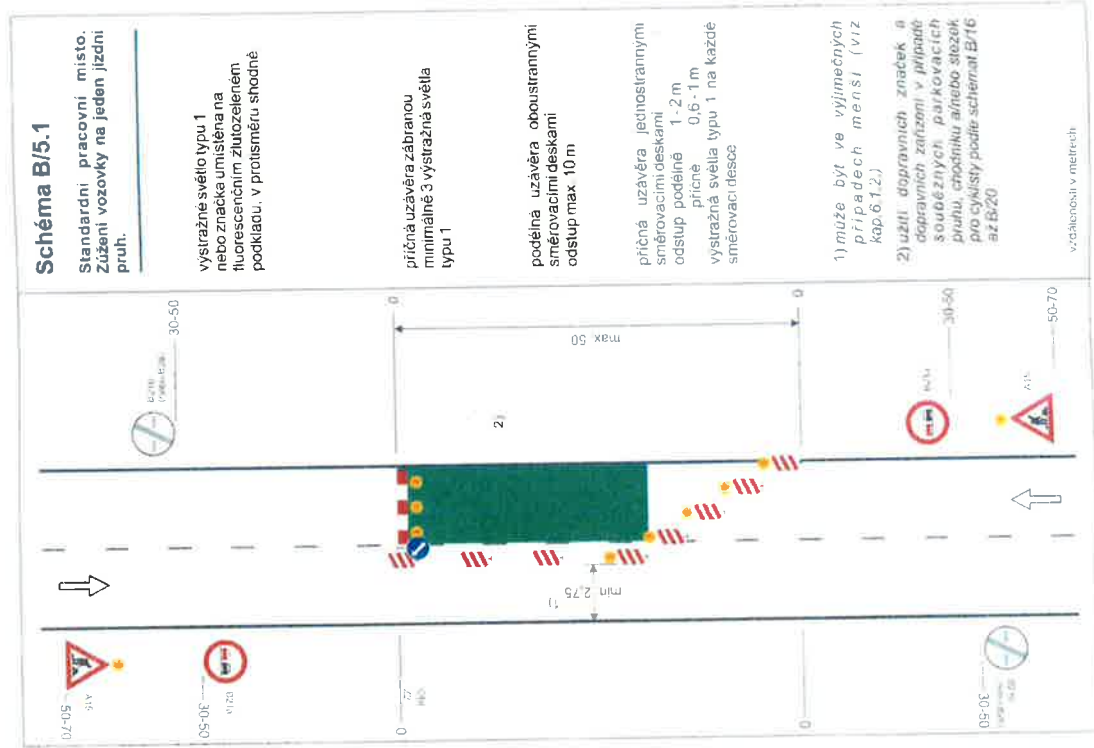 Schéma B/5.1
Standardní pracovní místo.
Zúžení vozovky na jeden jízdní
pruh.
výstražné světlo typu 1
nebo značka umístěna na
fluorescenčním žlutozeleném
podkladu, v protisměru shodně
příčná uzávěra zábranou
minimálně 3 výstražná světla
typu 1
podélná uzávěra oboustrannými
směrovacími deskami
odstup max. 10 m
příčná uzávěra jednostrannými
směrovacími deskami
odstup podélně 1 - 2 m
příčně 0,6 - 1 m
výstražná světla typu 1 na každé
směrovací desce
1) může být ve výjimečných
případech menší (viz
kap.6.1.2.)
2) užití dopravních značek a
dopravních zařízení v případě
souběžných parkovacích
pruhů, chodníku a/nebo stezek
pro cyklisty podle schémat B/16
až B/20
vzdálenosti v metrech
30-50
0
max. 50
2)
0
B21a
30-50
A15
50-70
50-70
A15
30-50
B21a
0
1)
min 2,75
0
30-50